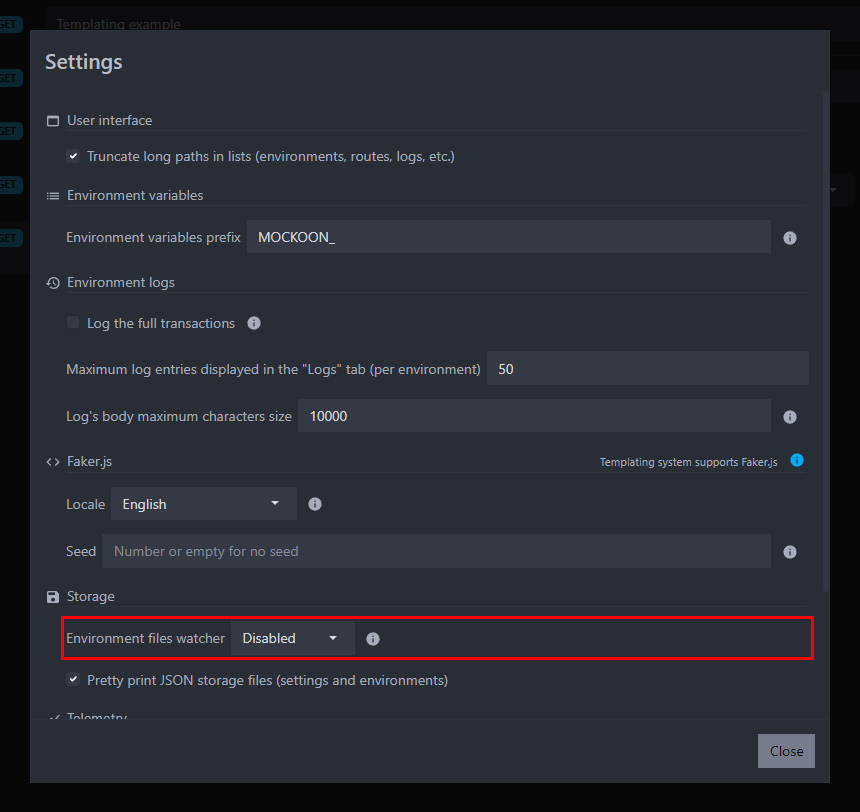 GET
Templating example
Settings
GET
User interface
GET
Truncate long paths in lists (environments, routes, logs, etc.)
GET
Environment variables
Environment variables prefix MOCKOON_
GET
Environment logs
Log the full transactions
Maximum log entries displayed in the "Logs" tab (per environment) 50
Log's body maximum characters size 10000
Faker.js Templating system supports Faker.js
Locale English
Seed Number or empty for no seed
Storage
Environment files watcher Disabled
Pretty print JSON storage files (settings and environments)
Telemetry
Close